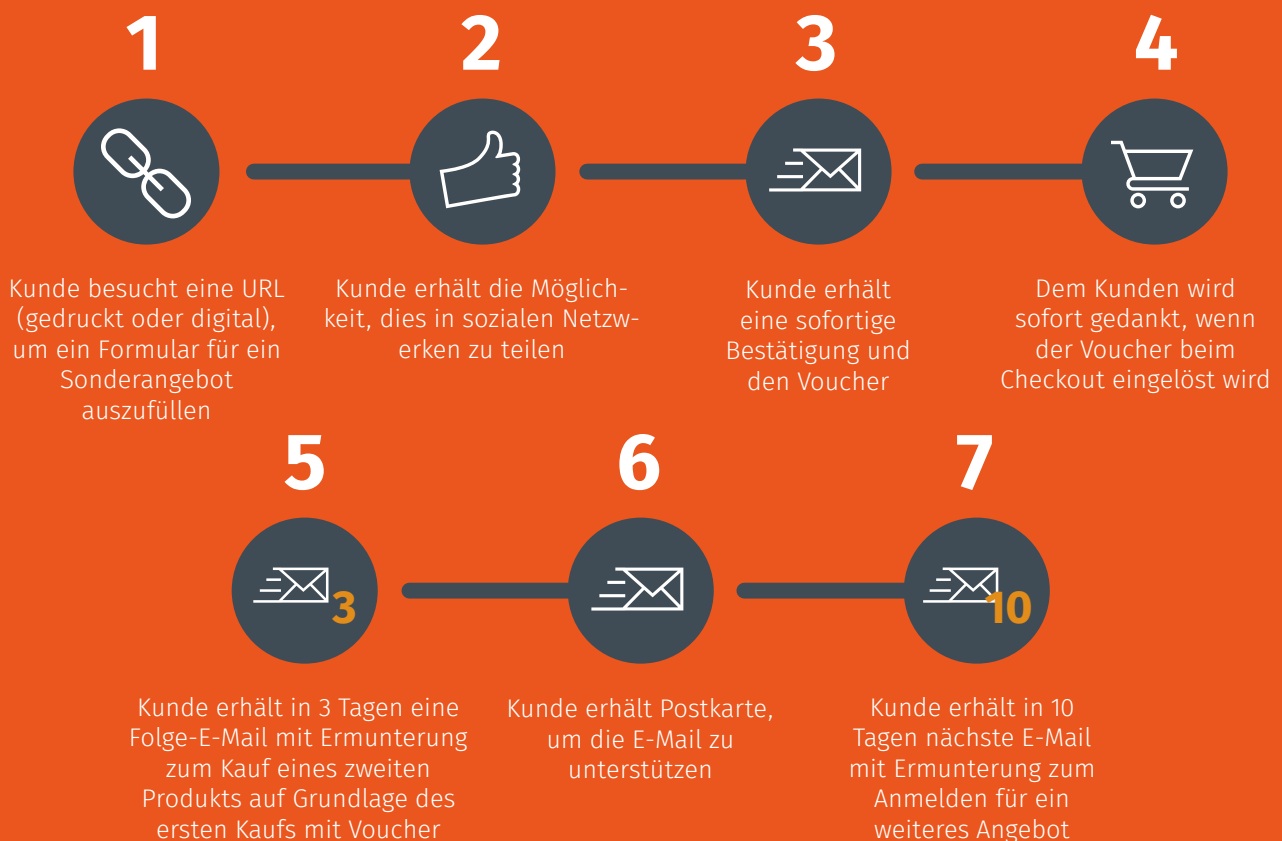 1
2
3
4
Kunde besucht eine URL
(gedruckt oder digital),
um ein Formular für ein
Sonderangebot
auszufüllen
Kunde erhält die Möglich-
keit, dies in sozialen Netzw-
erken zu teilen
Kunde erhält
eine sofortige
Bestätigung und
den Voucher
Dem Kunden wird
sofort gedankt, wenn
der Voucher beim
Checkout eingelöst wird
5
6
7
3
10
Kunde erhält in 3 Tagen eine
Folge-E-Mail mit Ermunterung
zum Kauf eines zweiten
Produkts auf Grundlage des
ersten Kaufs mit Voucher
Kunde erhält Postkarte,
um die E-Mail zu
unterstützen
Kunde erhält in 10
Tagen nächste E-Mail
mit Ermunterung zum
Anmelden für ein
weiteres Angebot